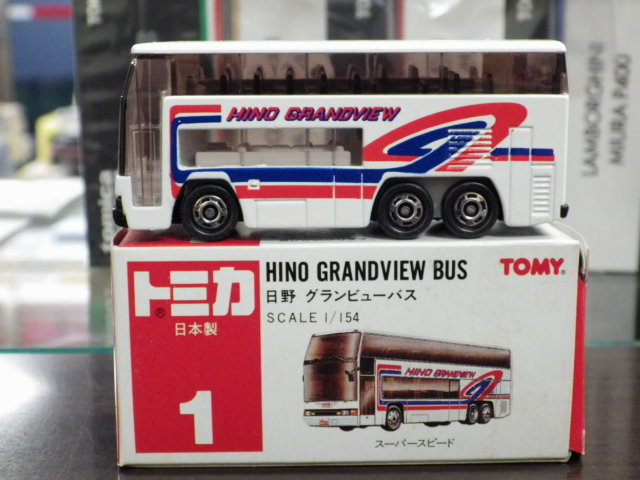 HINO GRANDVIEW
トミカ
®
日本製
1
HINO GRANDVIEW BUS
日野 グランビューバス
SCALE 1/154
TOMY®
HINO GRANDVIEW
スーパースピード
LAMBORGHINI
MIURA P400
tomica